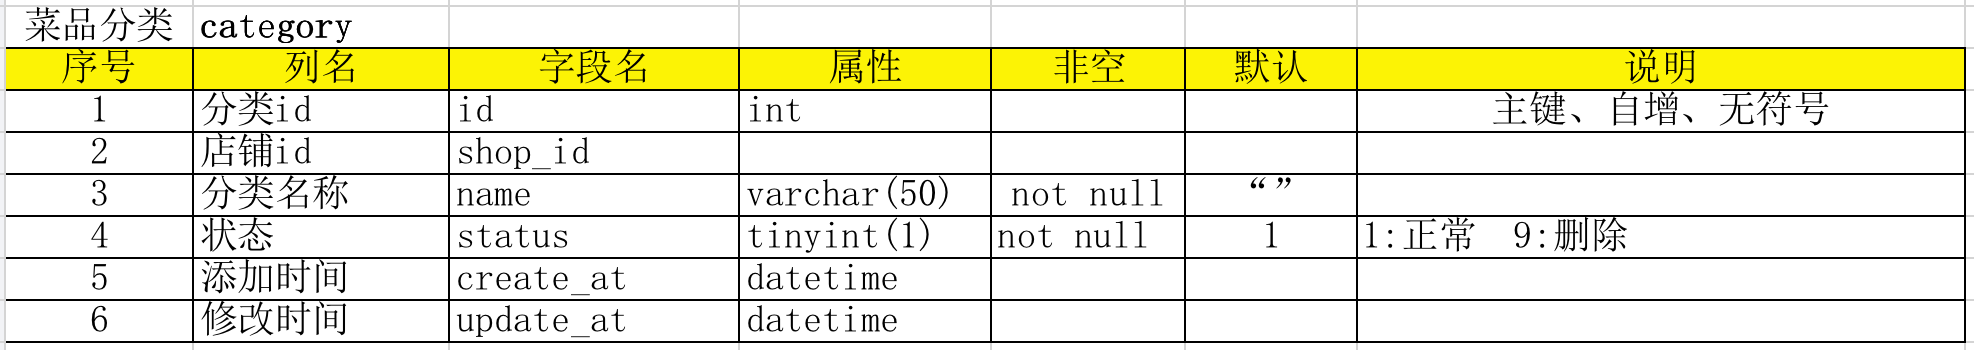 菜品分类 category
序号 列名 字段名 属性 非空 默认 说明
1 分类id id int 主键、自增、无符号
2 店铺id shop_id
3 分类名称 name varchar(50) not null “”
4 状态 status tinyint(1) not null 1 1:正常 9:删除
5 添加时间 create_at datetime
6 修改时间 update_at datetime